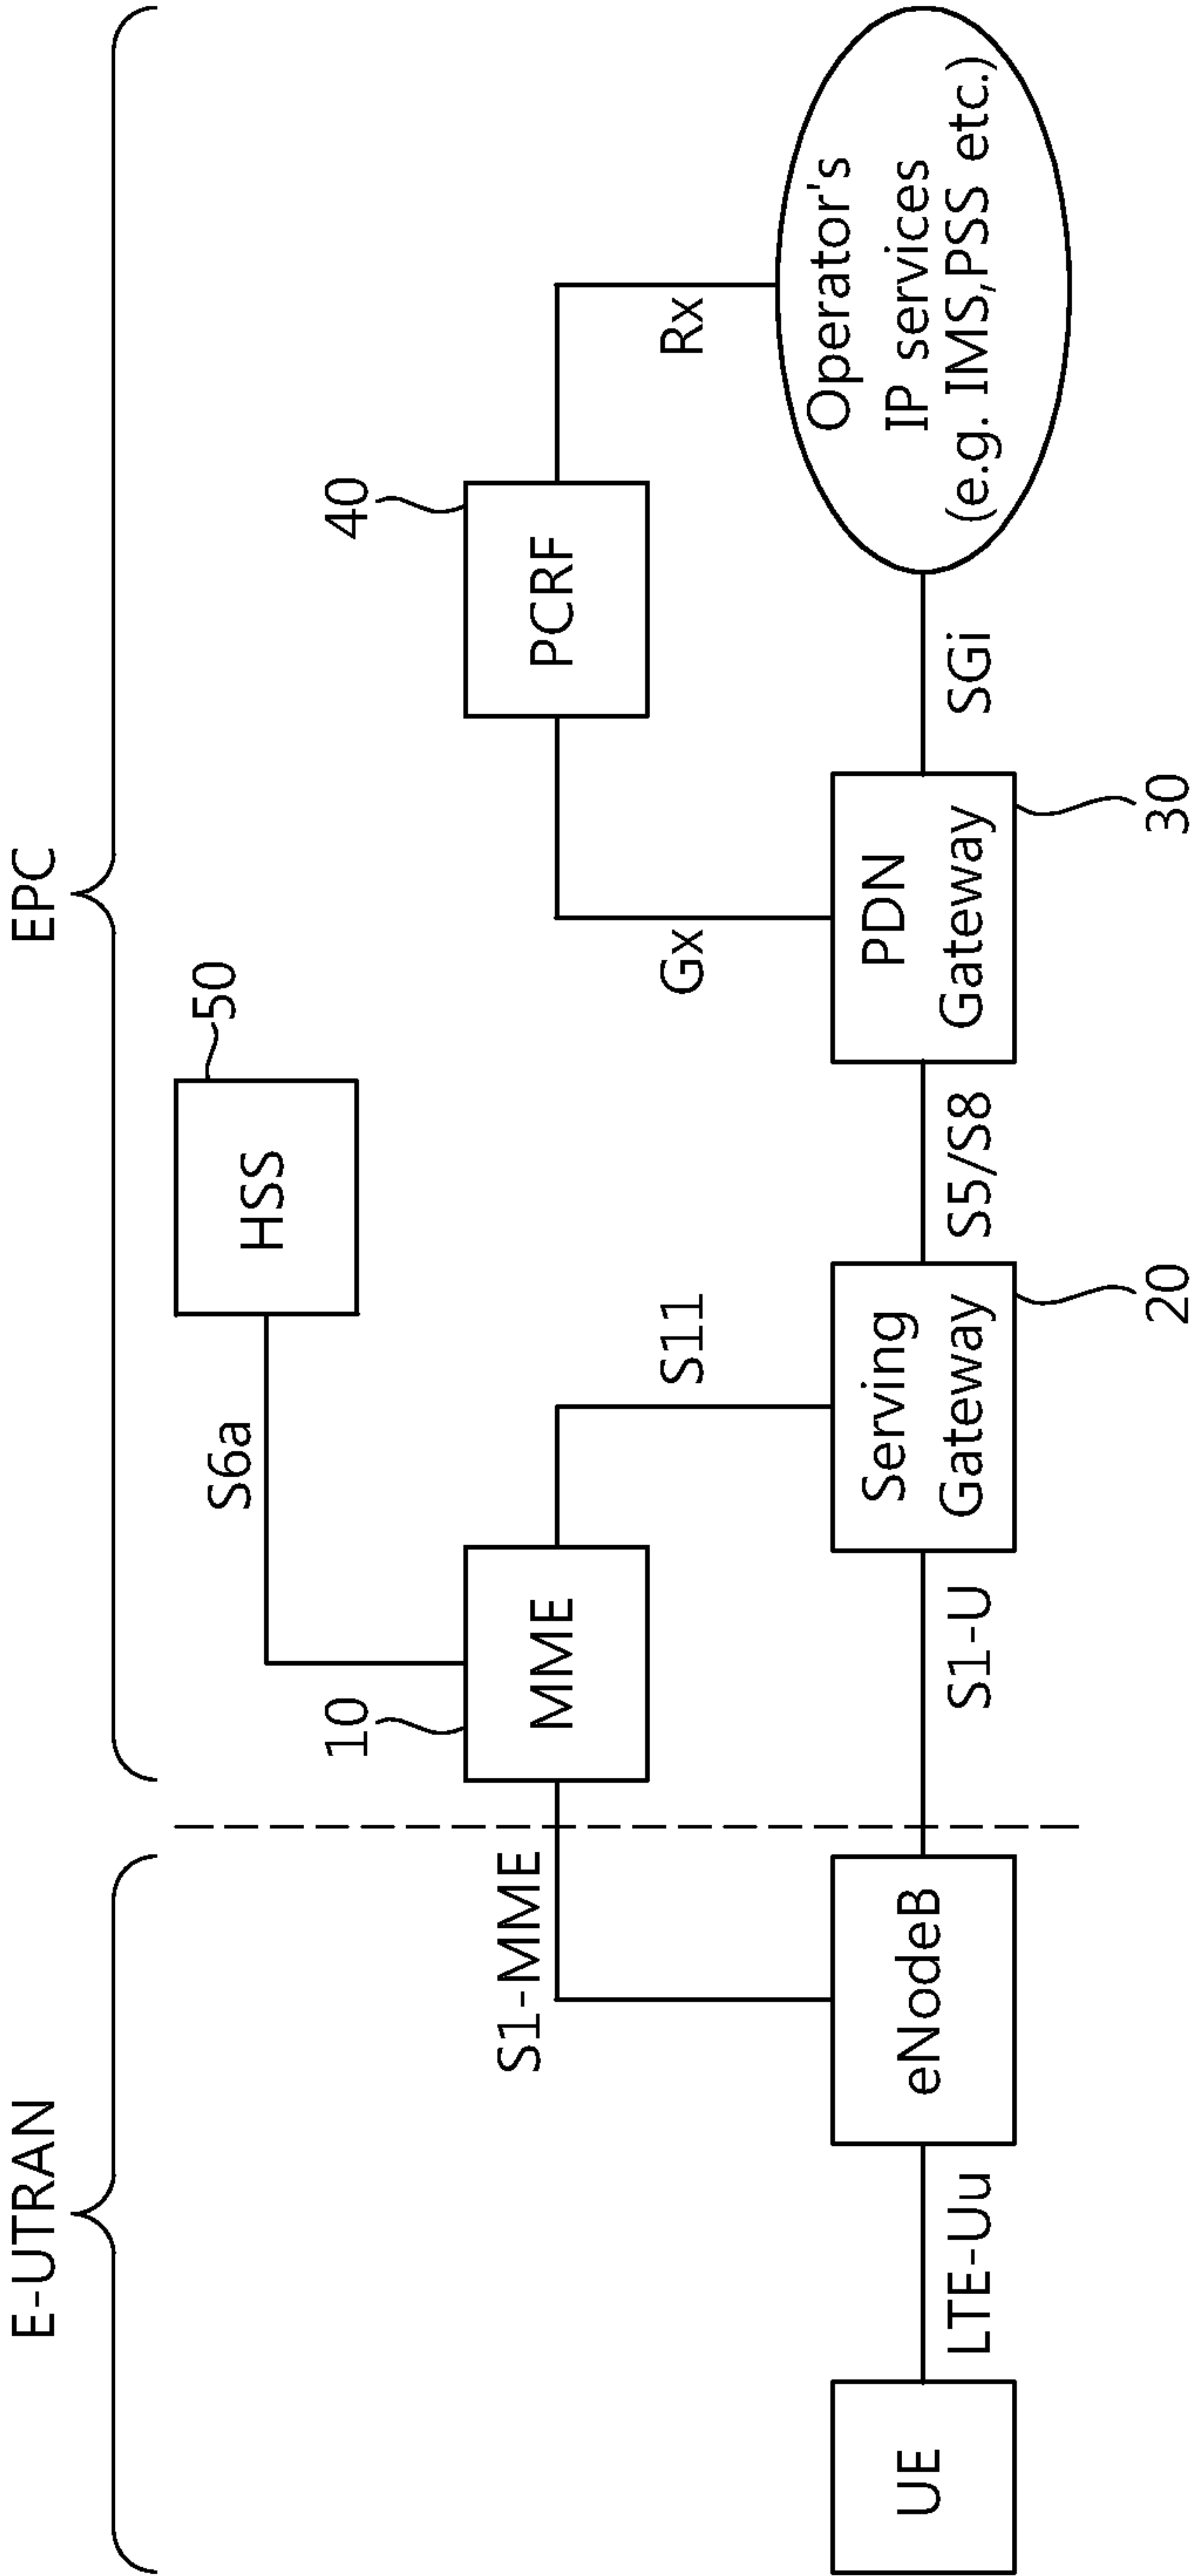 E-UTRAN
EPC
HSS
50
S6a
10
MME
S1-MME
S11
40
PCRF
Gx
Rx
UE
LTE-Uu
eNodeB
S1-U
Serving
Gateway
20
S5/S8
PDN
Gateway
30
SGi
Operator's
IP services
(e.g. IMS,PSS etc.)